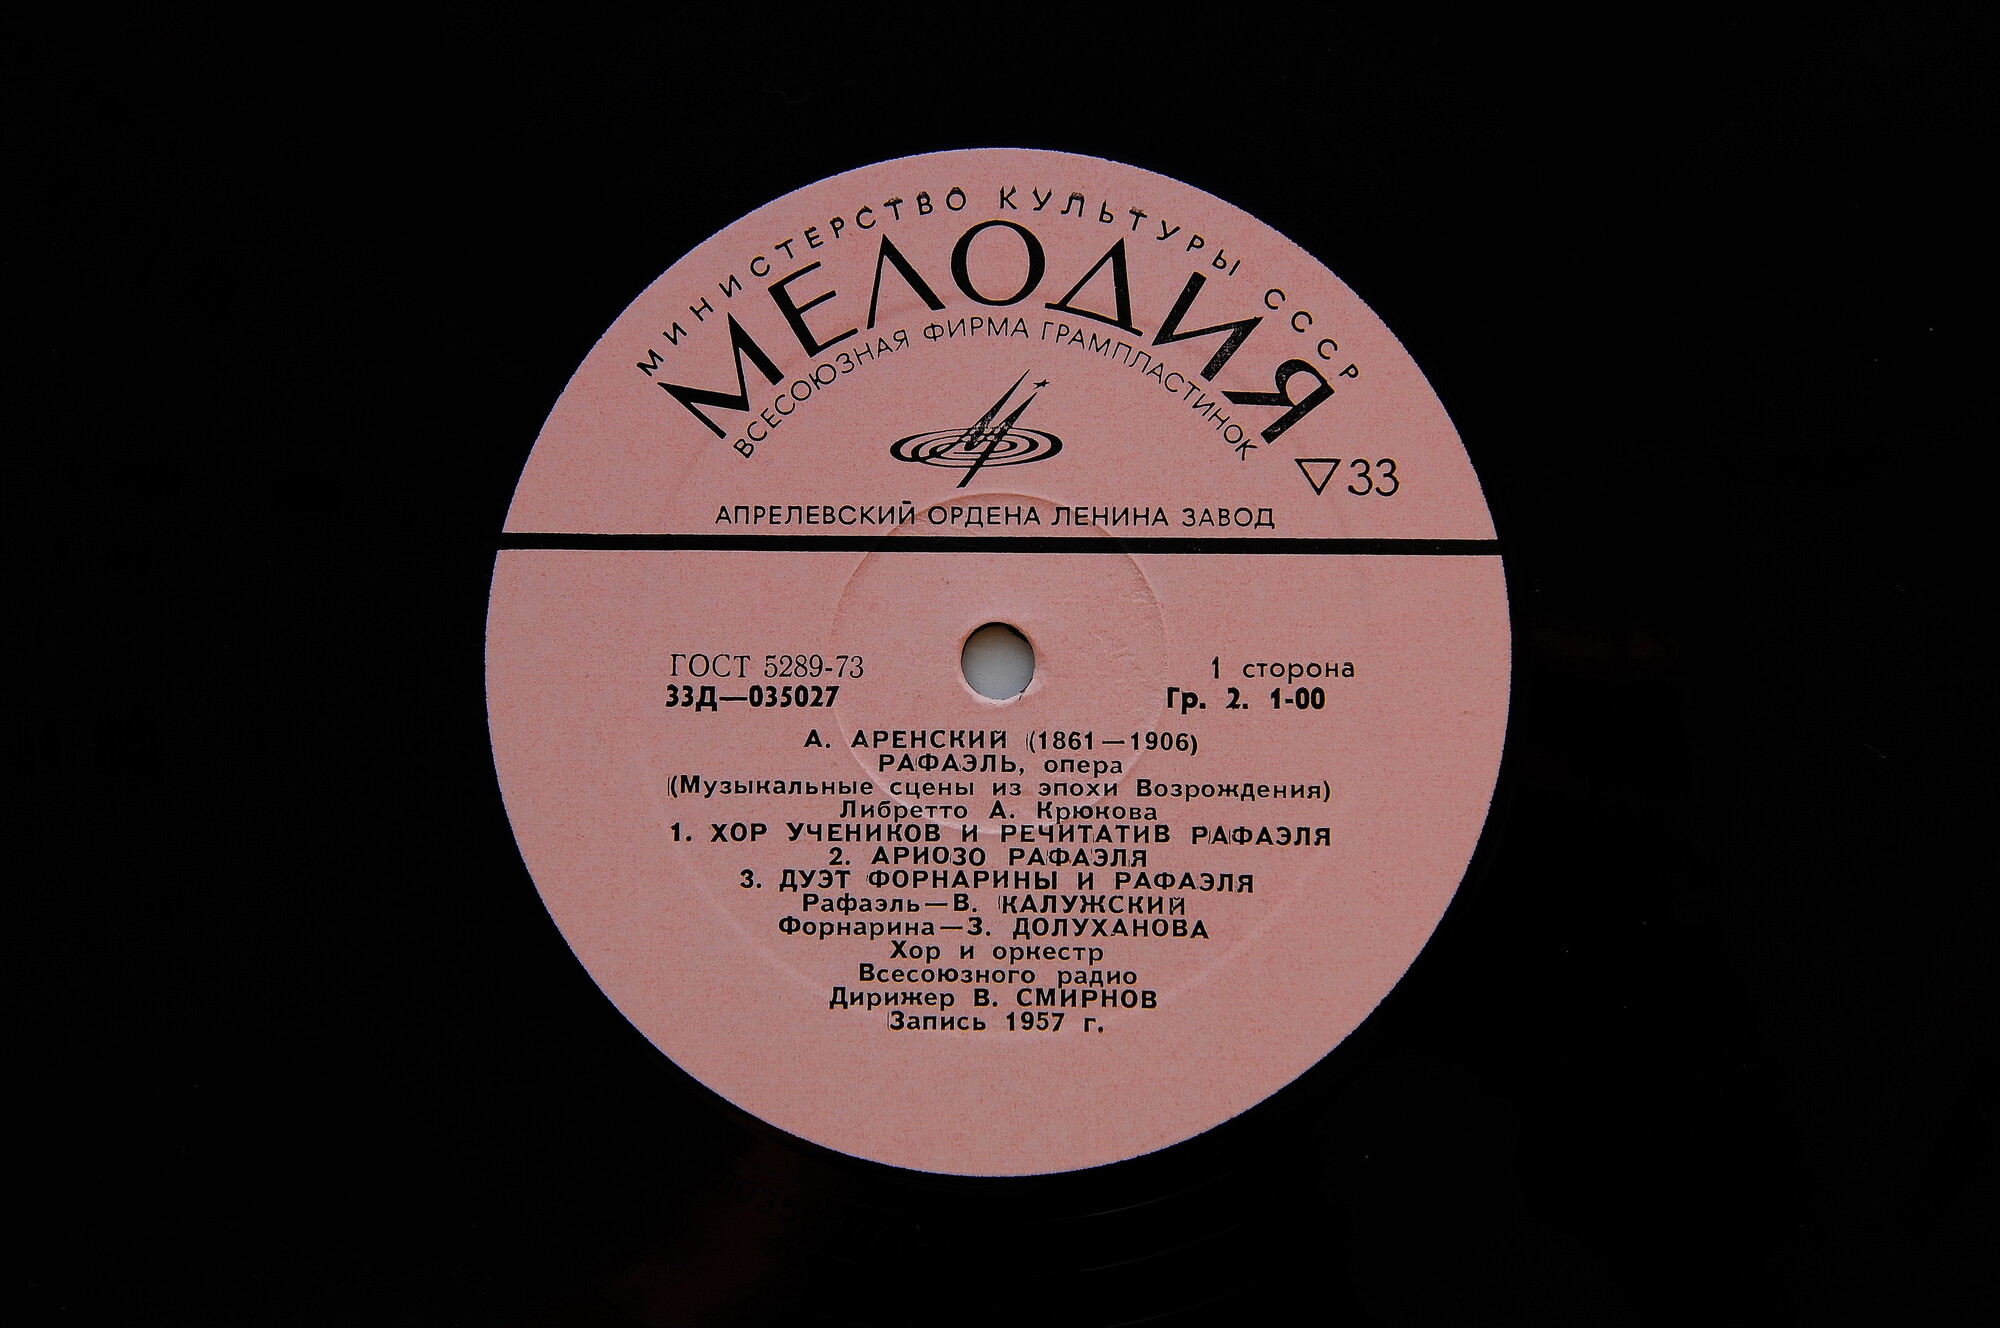 МИНИСТЕРСТВО КУЛЬТУРЫ СССР
МЕЛОДИЯ
ВСЕСОЮЗНАЯ ФИРМА ГРАМПЛАСТИНОК
▽33
АПРЕЛЕВСКИЙ ОРДЕНА ЛЕНИНА ЗАВОД
ГОСТ 5289-73
1 сторона
33Д—035027
Гр. 2. 1-00
А. АРЕНСКИЙ (1861—1906)
РАФАЭЛЬ, опера
(Музыкальные сцены из эпохи Возрождения)
Либретто А. Крюкова
1. ХОР УЧЕНИКОВ И РЕЧИТАТИВ РАФАЭЛЯ
2. АРИОЗО РАФАЭЛЯ
3. ДУЭТ ФОРНАРИНЫ И РАФАЭЛЯ
Рафаэль—В. КАЛУЖСКИЙ
Форнарина—З. ДОЛУХАНОВА
Хор и оркестр
Всесоюзного радио
Дирижер В. СМИРНОВ
Запись 1957 г.